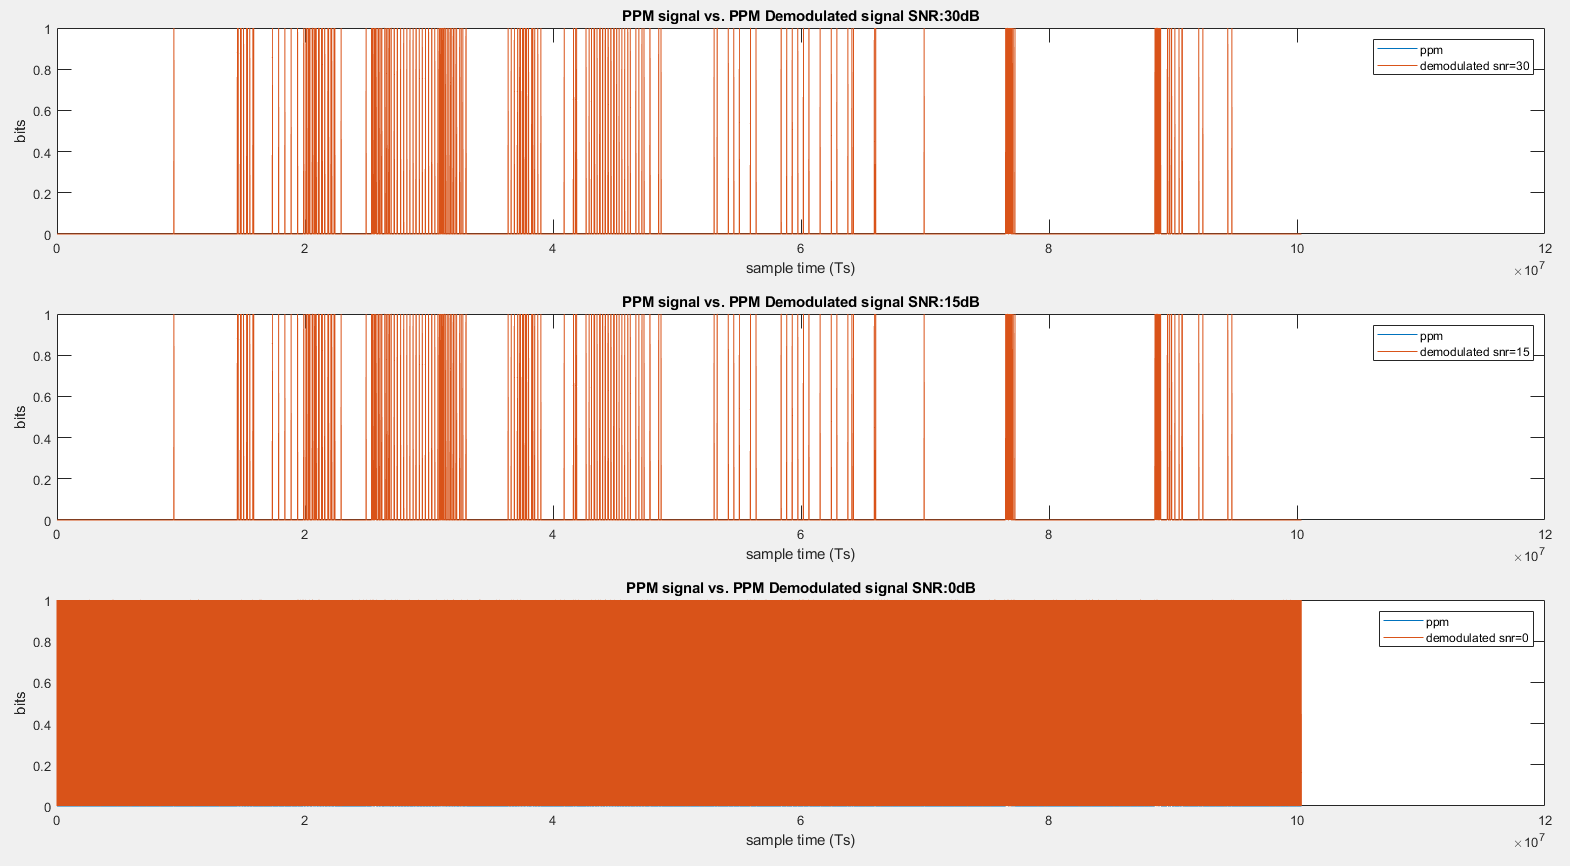 PPM signal vs. PPM Demodulated signal SNR:30dB
1
0.8
0.6
0.4
0.2
0
bits
ppm
demodulated snr=30
0 2 4 6 8 10 12
sample time (Ts)
×10^7
PPM signal vs. PPM Demodulated signal SNR:15dB
1
0.8
0.6
0.4
0.2
0
bits
ppm
demodulated snr=15
0 2 4 6 8 10 12
sample time (Ts)
×10^7
PPM signal vs. PPM Demodulated signal SNR:0dB
1
0.8
0.6
0.4
0.2
0
bits
ppm
demodulated snr=0
0 2 4 6 8 10 12
sample time (Ts)
×10^7